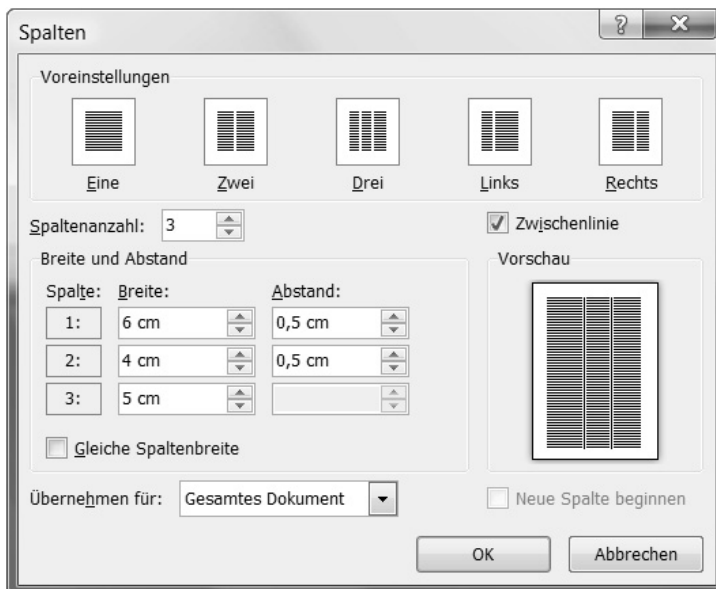 Spalten
Voreinstellungen
Eine Zwei Drei Links Rechts
Spaltenanzahl: 3 Zwischenlinie
Breite und Abstand Vorschau
Spalte: Breite: Abstand:
1: 6 cm 0,5 cm
2: 4 cm 0,5 cm
3: 5 cm
Gleiche Spaltenbreite
Übernehmen für: Gesamtes Dokument Neue Spalte beginnen
OK Abbrechen